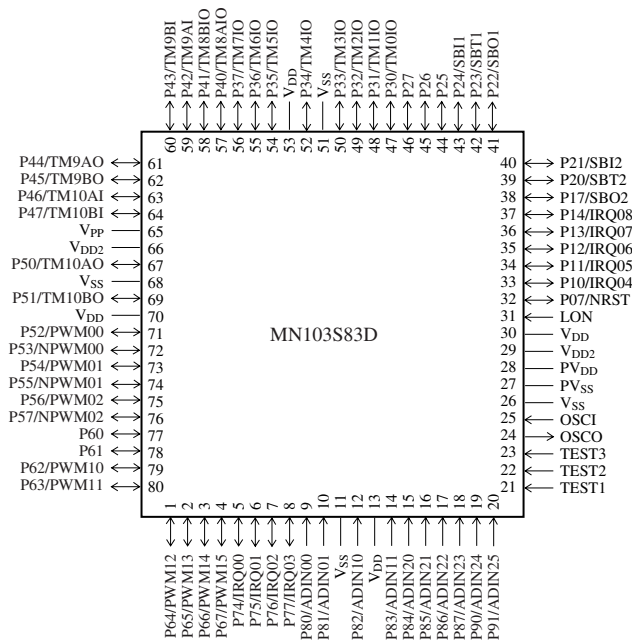 P43/TM9BI
P42/TM9AI
P41/TM8BIO
P40/TM8AIO
P37/TM7IO
P36/TM6IO
P35/TM5IO
VDD
P34/TM4IO
VSS
P33/TM3IO
P32/TM2IO
P31/TM1IO
P30/TM0IO
P27
P26
P25
P24/SBI1
P23/SBT1
P22/SBO1
60 59 58 57 56 55 54 53 52 51 50 49 48 47 46 45 44 43 42 41
P44/TM9AO 61
P45/TM9BO 62
P46/TM10AI 63
P47/TM10BI 64
VPP 65
VDD2 66
P50/TM10AO 67
VSS 68
P51/TM10BO 69
VDD 70
P52/PWM00 71
P53/NPWM00 72
P54/PWM01 73
P55/NPWM01 74
P56/PWM02 75
P57/NPWM02 76
P60 77
P61 78
P62/PWM10 79
P63/PWM11 80
MN103S83D
40 P21/SBI2
39 P20/SBT2
38 P17/SBO2
37 P14/IRQ08
36 P13/IRQ07
35 P12/IRQ06
34 P11/IRQ05
33 P10/IRQ04
32 P07/NRST
31 LON
30 VDD
29 VDD2
28 PVDD
27 PVSS
26 VSS
25 OSCI
24 OSCO
23 TEST3
22 TEST2
21 TEST1
1 2 3 4 5 6 7 8 9 10 11 12 13 14 15 16 17 18 19 20
P64/PWM12
P65/PWM13
P66/PWM14
P67/PWM15
P74/IRQ00
P75/IRQ01
P76/IRQ02
P77/IRQ03
P80/ADIN00
P81/ADIN01
VSS
P82/ADIN10
VDD
P83/ADIN11
P84/ADIN20
P85/ADIN21
P86/ADIN22
P87/ADIN23
P90/ADIN24
P91/ADIN25